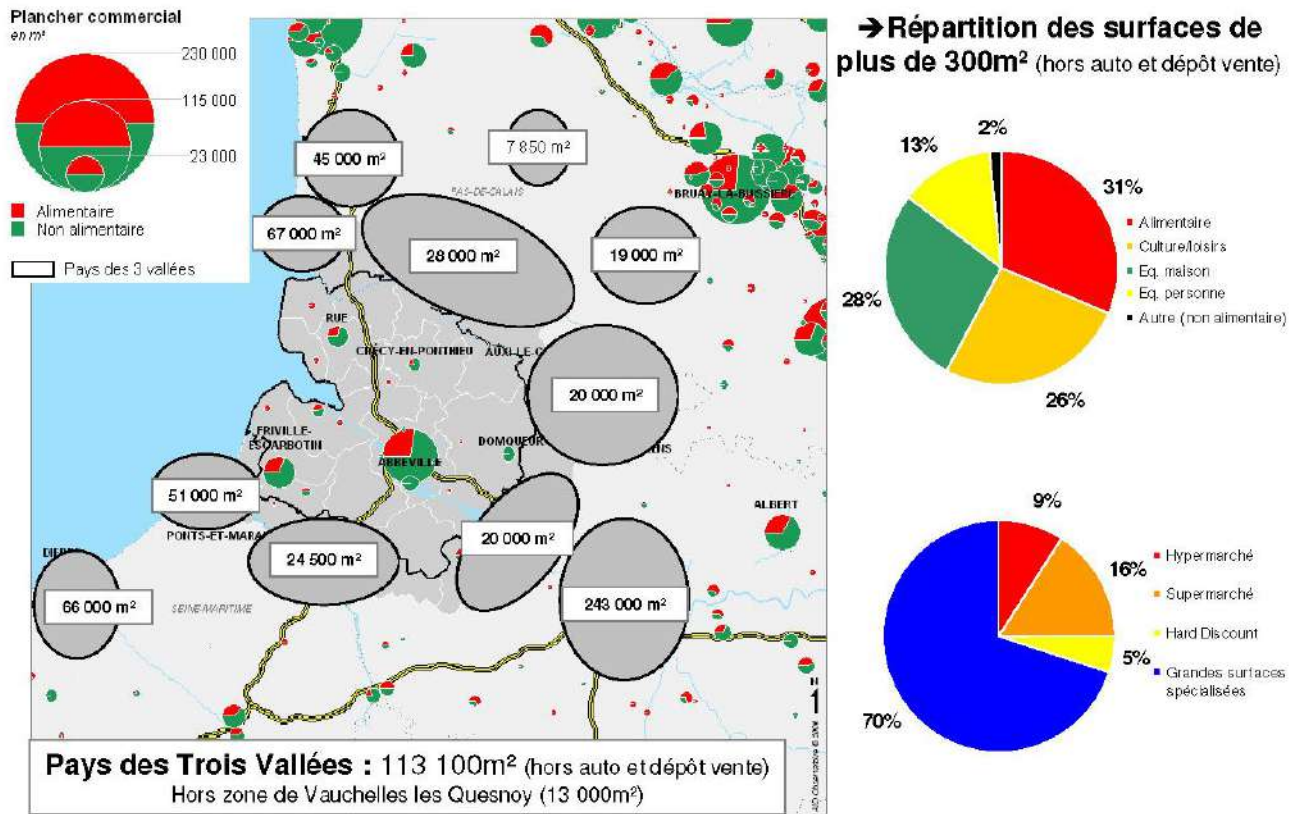 Plancher commercial
en m²
230 000
115 000
23 000
Alimentaire
Non alimentaire
Pays des 3 vallées
45 000 m²
7 850 m²
PAS-DE-CALAIS
BRUAY-LA-BUSSIERE
67 000 m²
28 000 m²
19 000 m²
RUE
CRECY-EN-PONTHIEU
AUXI-LE-C
20 000 m²
FRIVILLE-
ESCARBOTIN
DOMQUEUR
ABBEVILLE
ENS
51 000 m²
ALBERT
PONTS-ET-MARA
24 500 m²
20 000 m²
DIEPP
66 000 m²
SEINE-MARITIME
243 000 m²
N
Pays des Trois Vallées : 113 100m² (hors auto et dépôt vente)
Hors zone de Vauchelles les Quesnoy (13 000m²)
➔ Répartition des surfaces de
plus de 300m² (hors auto et dépôt vente)
2%
13%
31%
28%
26%
Alimentaire
Culture/loisirs
Eq. maison
Eq. personne
Autre (non alimentaire)
9%
16%
5%
70%
Hypermarché
Supermarché
Hard Discount
Grandes surfaces
spécialisées